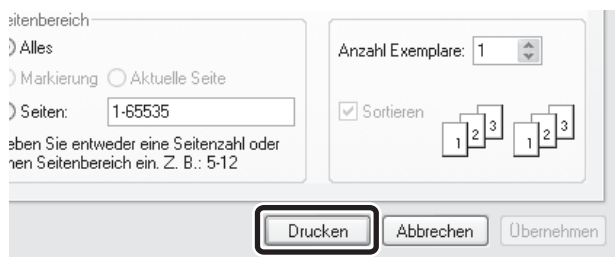 eitenbereich
Alles
Markierung Aktuelle Seite
Seiten: 1-65535
eben Sie entweder eine Seitenzahl oder
nen Seitenbereich ein. Z. B.: 5-12
Anzahl Exemplare: 1
Sortieren
1 2 3 1 2 3
Drucken Abbrechen Übernehmen